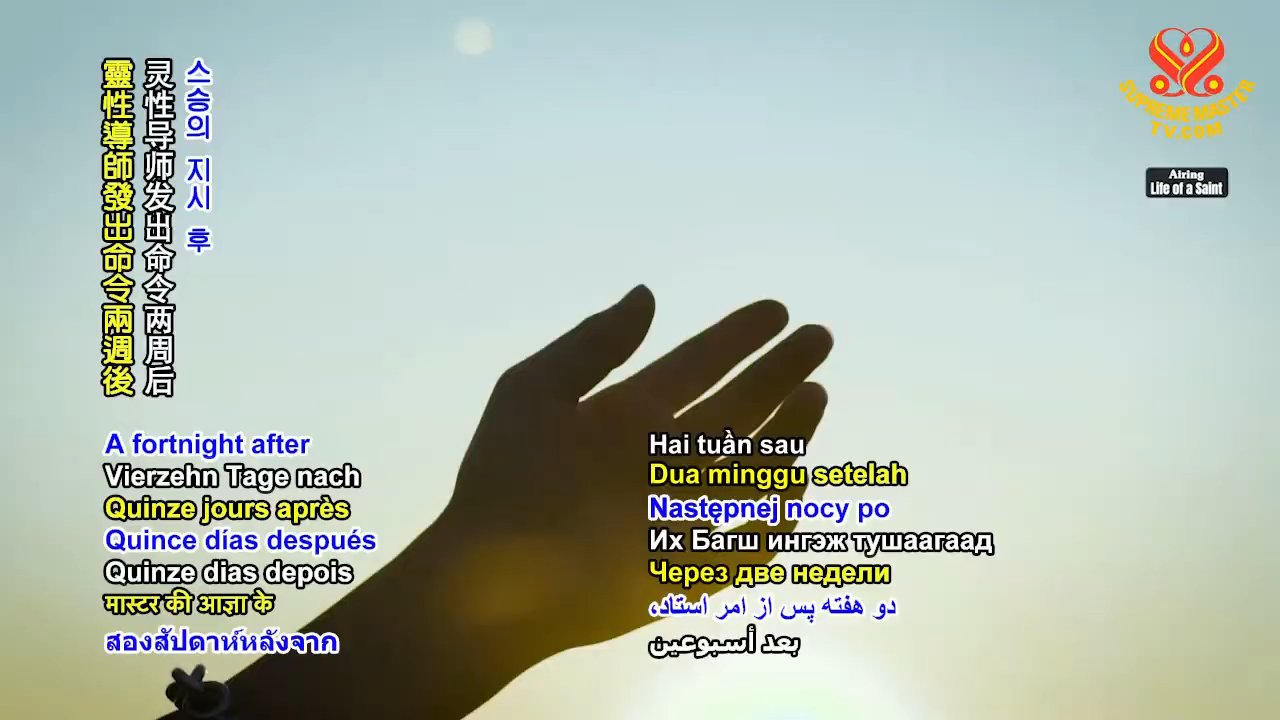 靈性導師發出命令兩週後
灵性导师发出命令两周后
스승의 지시 후
SUPREME MASTER
TV.COM
Airing
Life of a Saint
A fortnight after
Vierzehn Tage nach
Quinze jours après
Quince días después
Quinze dias depois
मास्टर की आज्ञा के
สองสัปดาห์หลังจาก
Hai tuần sau
Dua minggu setelah
Następnej nocy po
Их Багш ингэж тушаагаад
Через две недели
دو هفته پس از امر استاد،
بعد أسبوعين